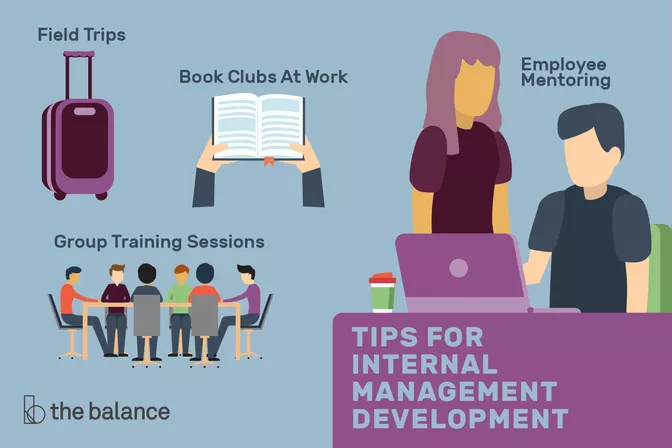 Field Trips
Book Clubs At Work
Employee
Mentoring
Group Training Sessions
TIPS FOR
INTERNAL
MANAGEMENT
DEVELOPMENT
the balance